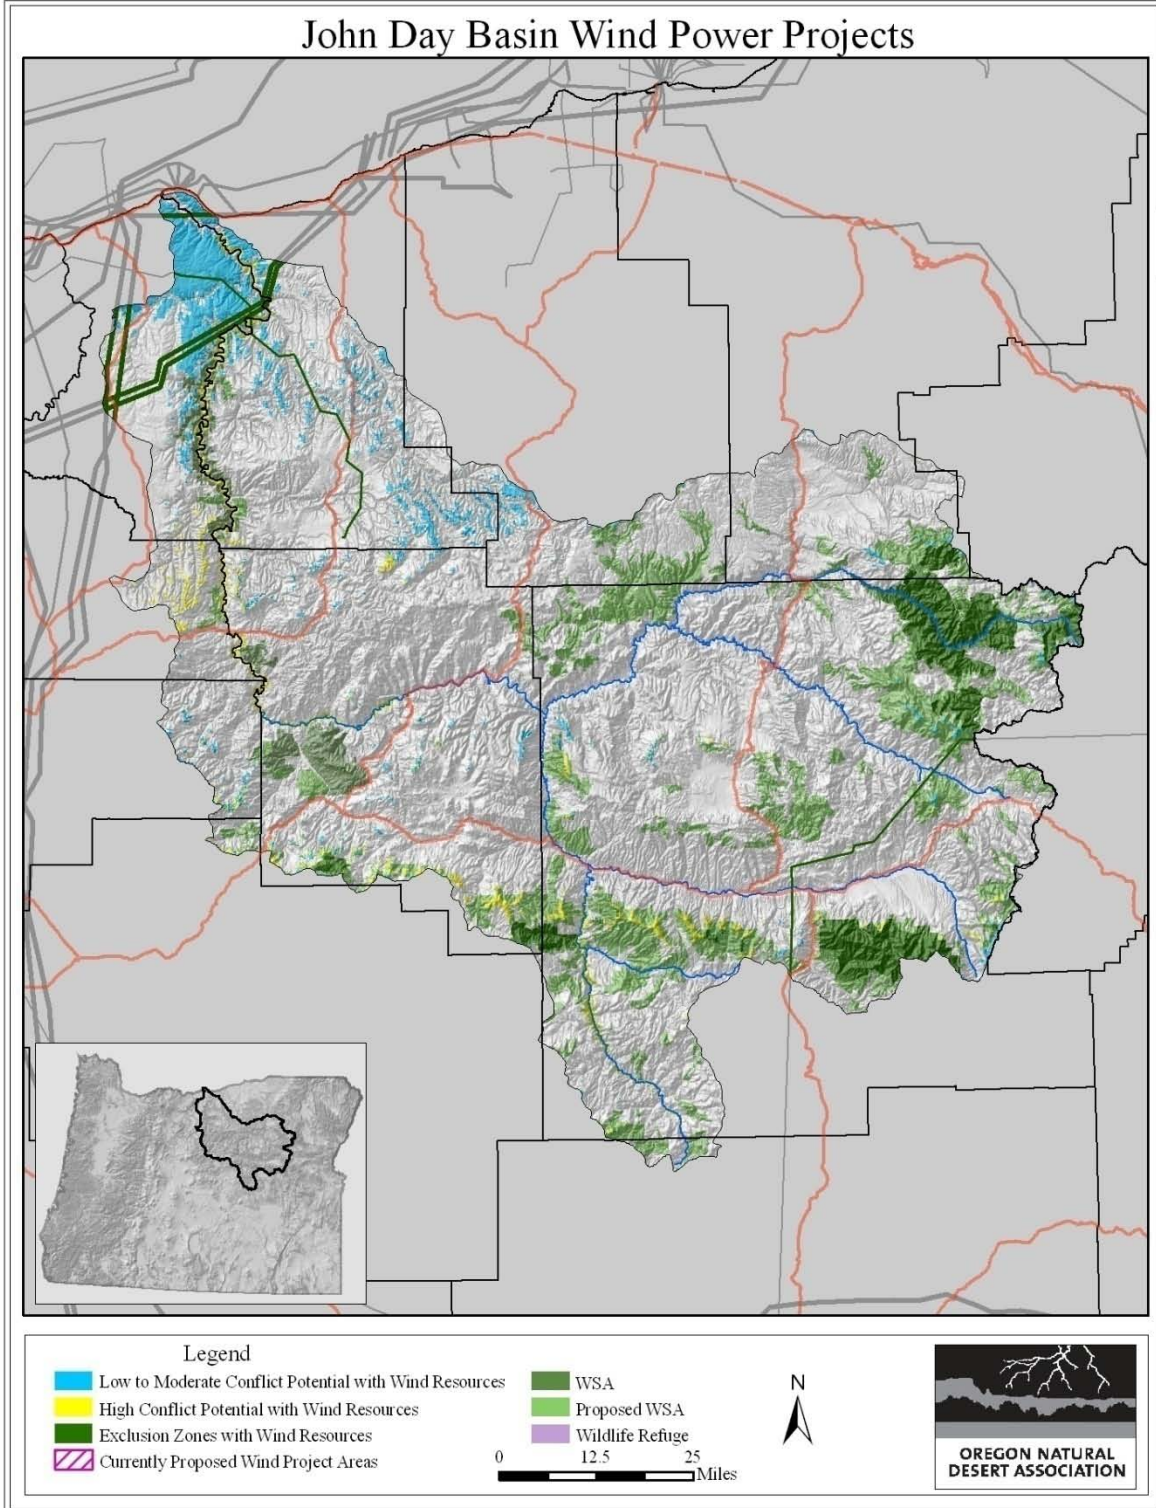 John Day Basin Wind Power Projects
Legend
Low to Moderate Conflict Potential with Wind Resources
High Conflict Potential with Wind Resources
Exclusion Zones with Wind Resources
Currently Proposed Wind Project Areas
WSA
Proposed WSA
Wildlife Refuge
0 12.5 25
Miles
N
OREGON NATURAL
DESERT ASSOCIATION